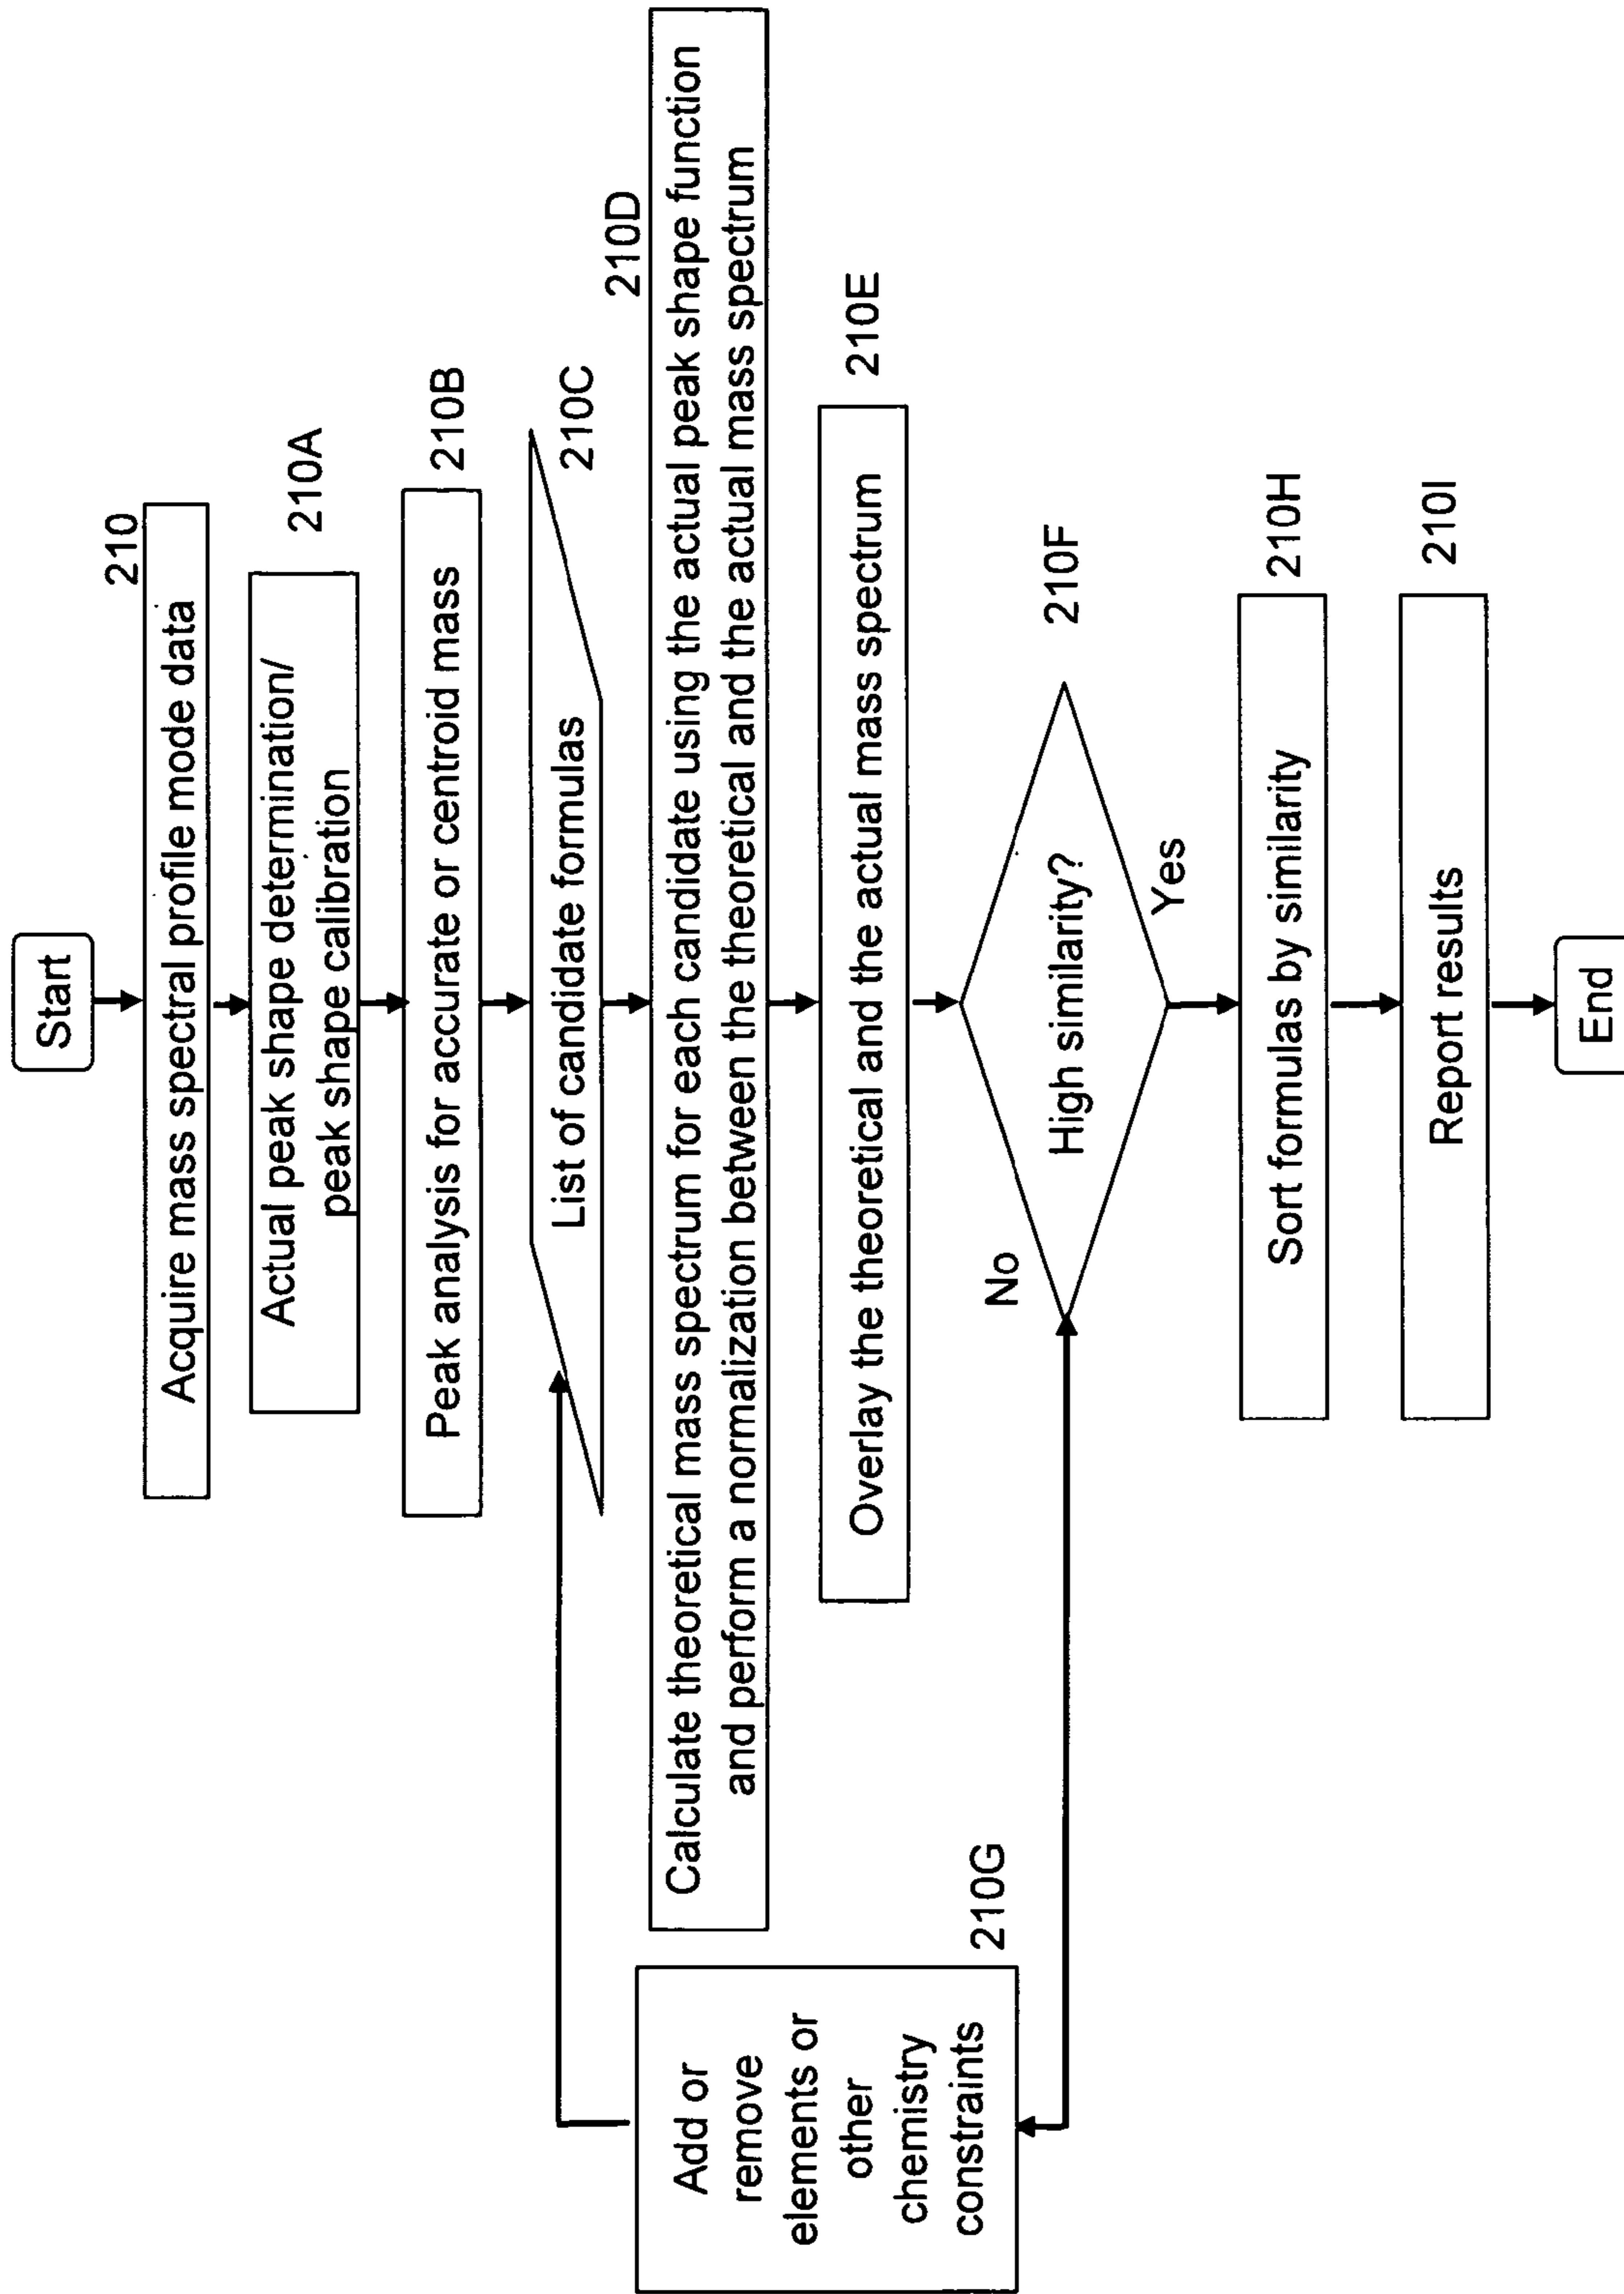 Start
210
Acquire mass spectral profile mode data
210A
Actual peak shape determination/
peak shape calibration
210B
Peak analysis for accurate or centroid mass
210C
List of candidate formulas
210D
Calculate theoretical mass spectrum for each candidate using the actual peak shape function
and perform a normalization between the theoretical and the actual mass spectrum
210E
Overlay the theoretical and the actual mass spectrum
210F
High similarity?
No
Yes
210G
Add or
remove
elements or
other
chemistry
constraints
210H
Sort formulas by similarity
210I
Report results
End